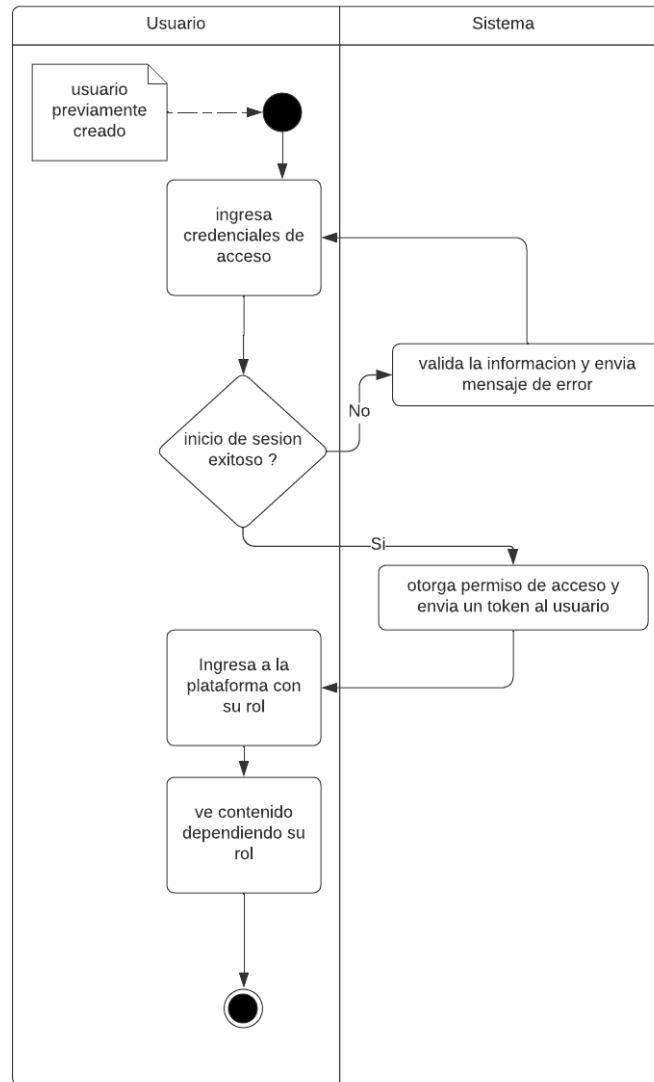 Usuario
Sistema
usuario
previamente
creado
ingresa
credenciales de
acceso
valida la informacion y envia
mensaje de error
No
inicio de sesion
exitoso ?
Si
otorga permiso de acceso y
envia un token al usuario
Ingresa a la
plataforma con
su rol
ve contenido
dependiendo su
rol